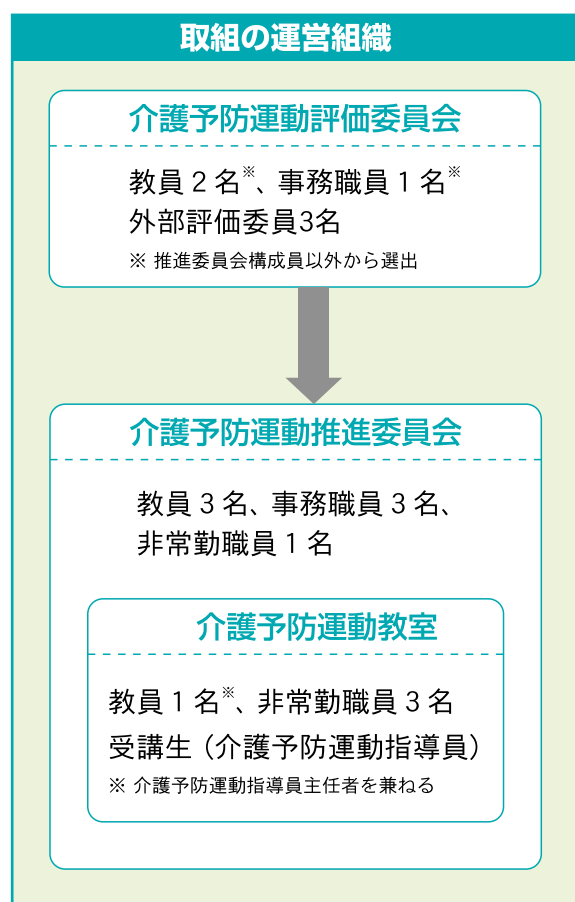 取組の運営組織
介護予防運動評価委員会
教員２名※、事務職員１名※
外部評価委員3名
※ 推進委員会構成員以外から選出
介護予防運動推進委員会
教員３名、事務職員３名、
非常勤職員１名
介護予防運動教室
教員１名※、非常勤職員３名
受講生（介護予防運動指導員）
※ 介護予防運動指導員主任者を兼ねる